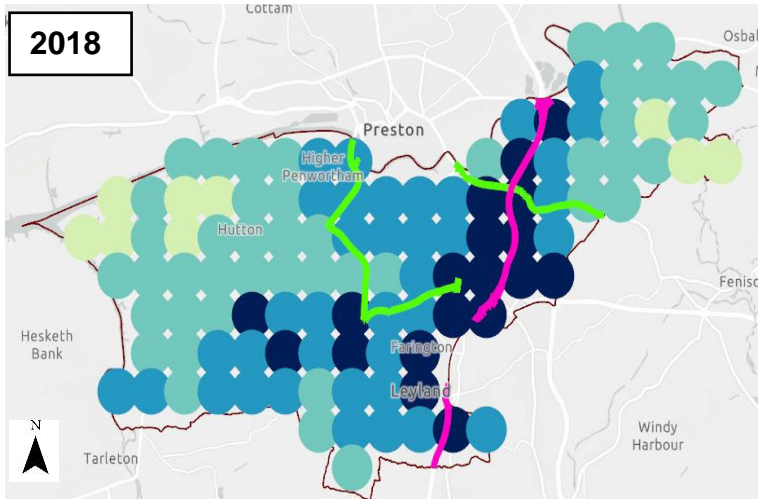 Cottam
2018
Osbal
Preston
Higher
Penwortham
Hutton
Fenisc
Hesketh
Bank
Farington
Leyland
Windy
Harbour
N
Tarleton